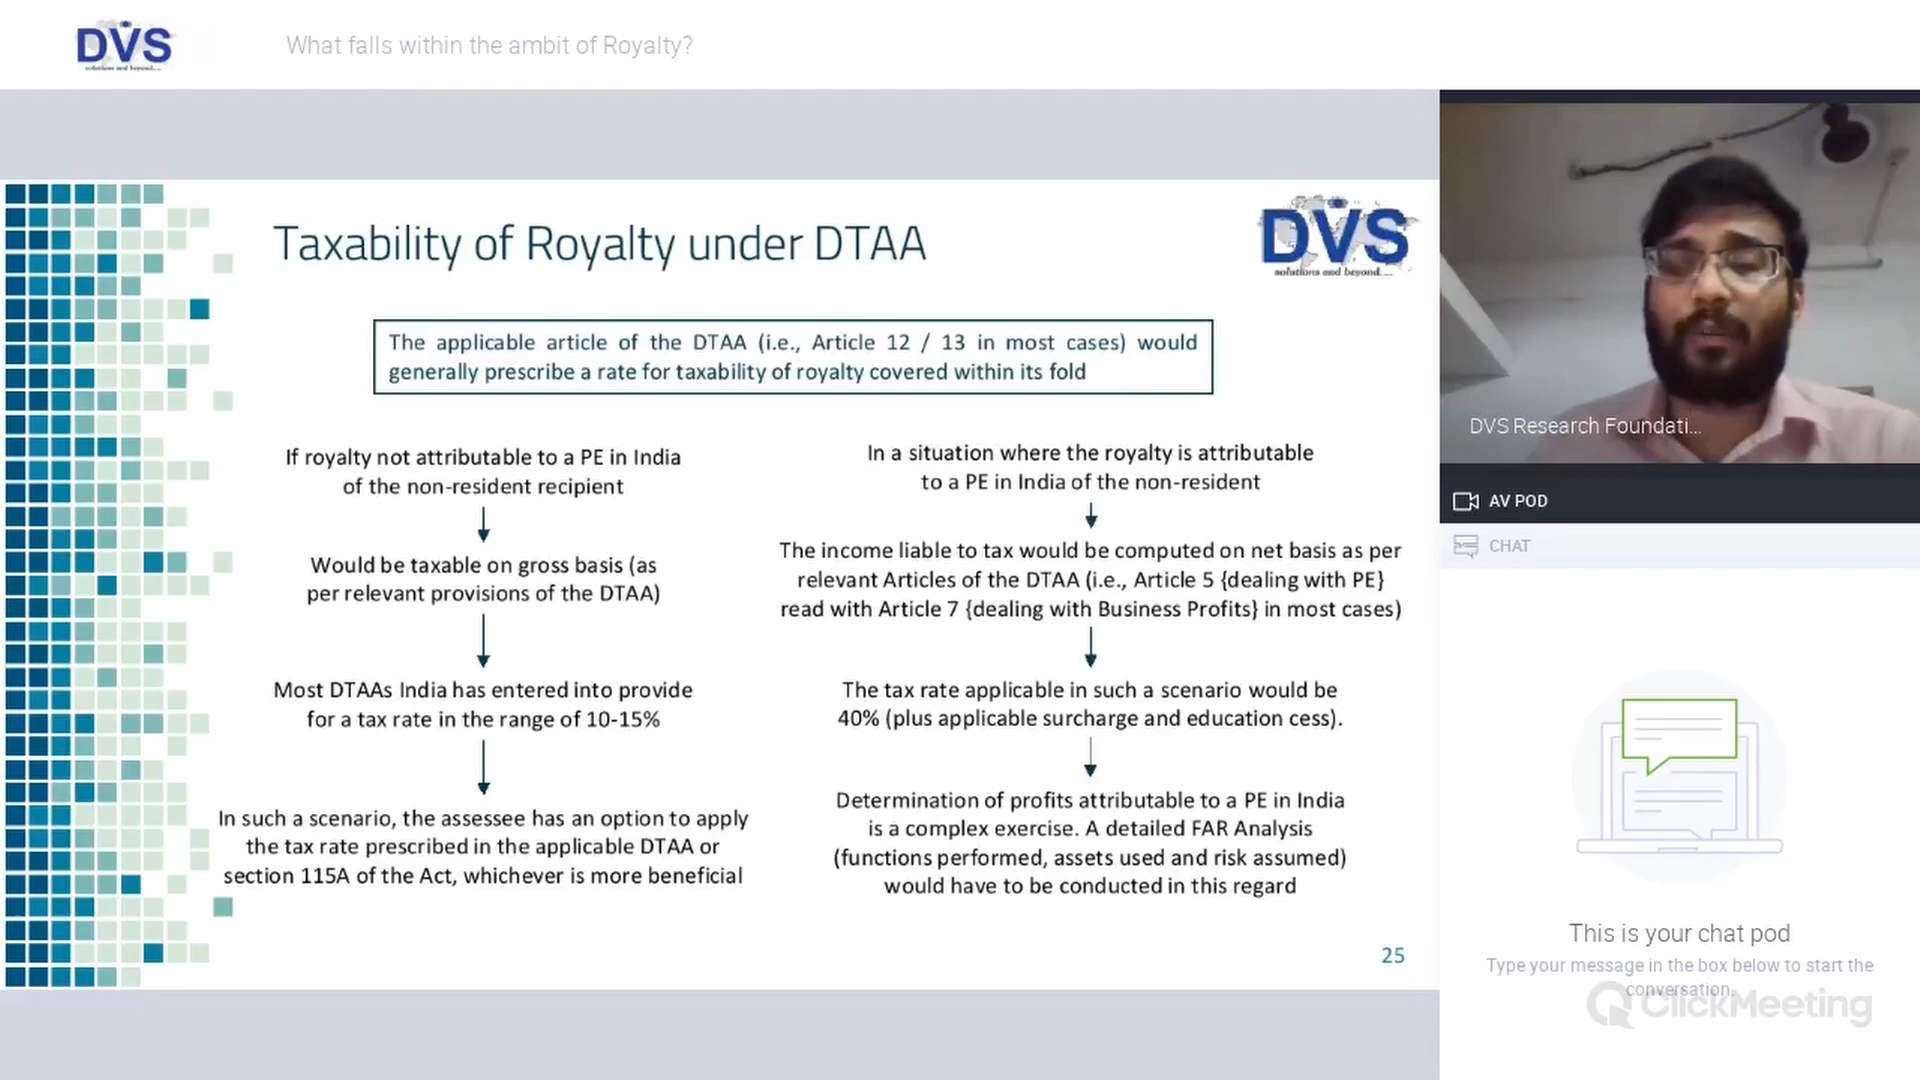 DVS
solutions and beyond....
What falls within the ambit of Royalty?
Taxability of Royalty under DTAA
DVS
solutions and beyond....
The applicable article of the DTAA (i.e., Article 12 / 13 in most cases) would
generally prescribe a rate for taxability of royalty covered within its fold
If royalty not attributable to a PE in India
of the non-resident recipient
Would be taxable on gross basis (as
per relevant provisions of the DTAA)
Most DTAAs India has entered into provide
for a tax rate in the range of 10-15%
In such a scenario, the assessee has an option to apply
the tax rate prescribed in the applicable DTAA or
section 115A of the Act, whichever is more beneficial
In a situation where the royalty is attributable
to a PE in India of the non-resident
The income liable to tax would be computed on net basis as per
relevant Articles of the DTAA (i.e., Article 5 {dealing with PE}
read with Article 7 {dealing with Business Profits} in most cases)
The tax rate applicable in such a scenario would be
40% (plus applicable surcharge and education cess).
Determination of profits attributable to a PE in India
is a complex exercise. A detailed FAR Analysis
(functions performed, assets used and risk assumed)
would have to be conducted in this regard
25
DVS Research Foundati...
AV POD
CHAT
This is your chat pod
Type your message in the box below to start the
conversation.
ClickMeeting